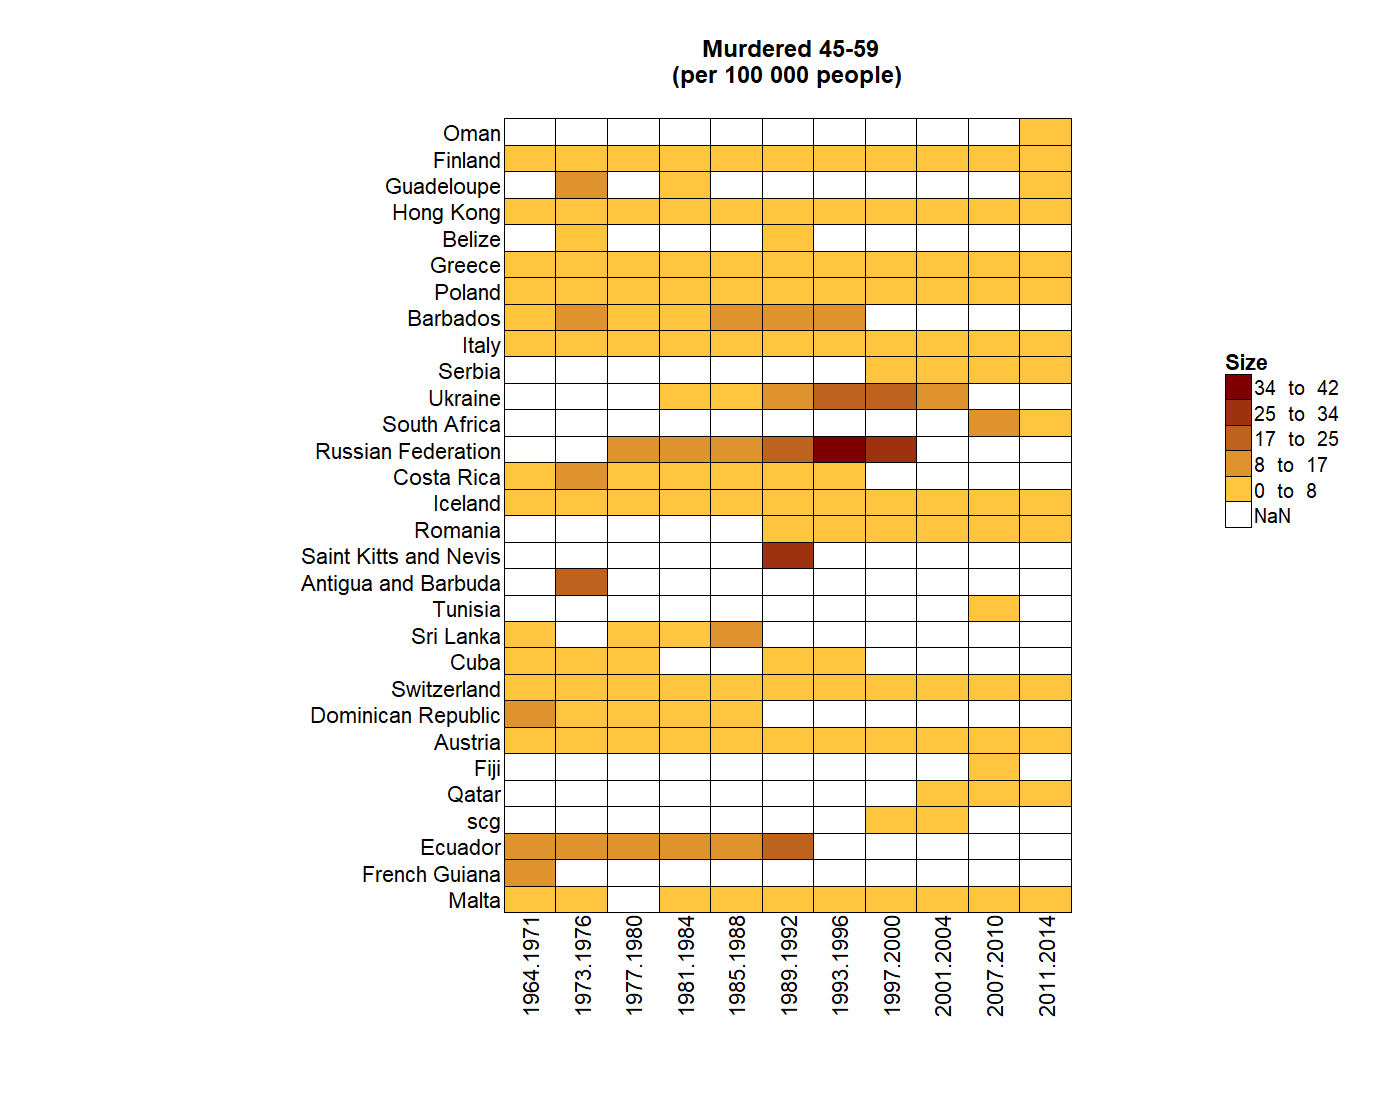 Murdered 45-59
(per 100 000 people)
Oman
Finland
Guadeloupe
Hong Kong
Belize
Greece
Poland
Barbados
Italy
Serbia
Ukraine
South Africa
Russian Federation
Costa Rica
Iceland
Romania
Saint Kitts and Nevis
Antigua and Barbuda
Tunisia
Sri Lanka
Cuba
Switzerland
Dominican Republic
Austria
Fiji
Qatar
scg
Ecuador
French Guiana
Malta
1964.1971
1973.1976
1977.1980
1981.1984
1985.1988
1989.1992
1993.1996
1997.2000
2001.2004
2007.2010
2011.2014
Size
34 to 42
25 to 34
17 to 25
8 to 17
0 to 8
NaN